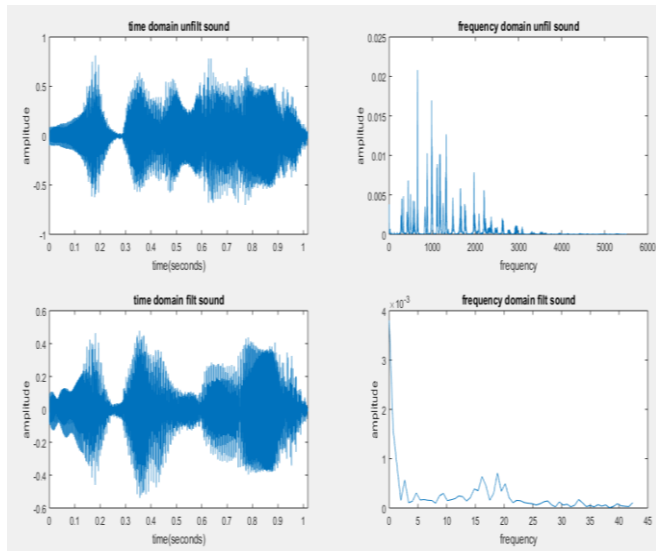 time domain unfilt sound
amplitude
1
0.5
0
-0.5
-1
0 0.1 0.2 0.3 0.4 0.5 0.6 0.7 0.8 0.9 1
time(seconds)
frequency domain unfil sound
amplitude
0.025
0.02
0.015
0.01
0.005
0
0 1000 2000 3000 4000 5000 6000
frequency
time domain filt sound
amplitude
0.6
0.4
0.2
0
-0.2
-0.4
-0.6
0 0.1 0.2 0.3 0.4 0.5 0.6 0.7 0.8 0.9 1
time(seconds)
frequency domain filt sound
×10⁻³
amplitude
4
3
2
1
0
0 5 10 15 20 25 30 35 40 45
frequency